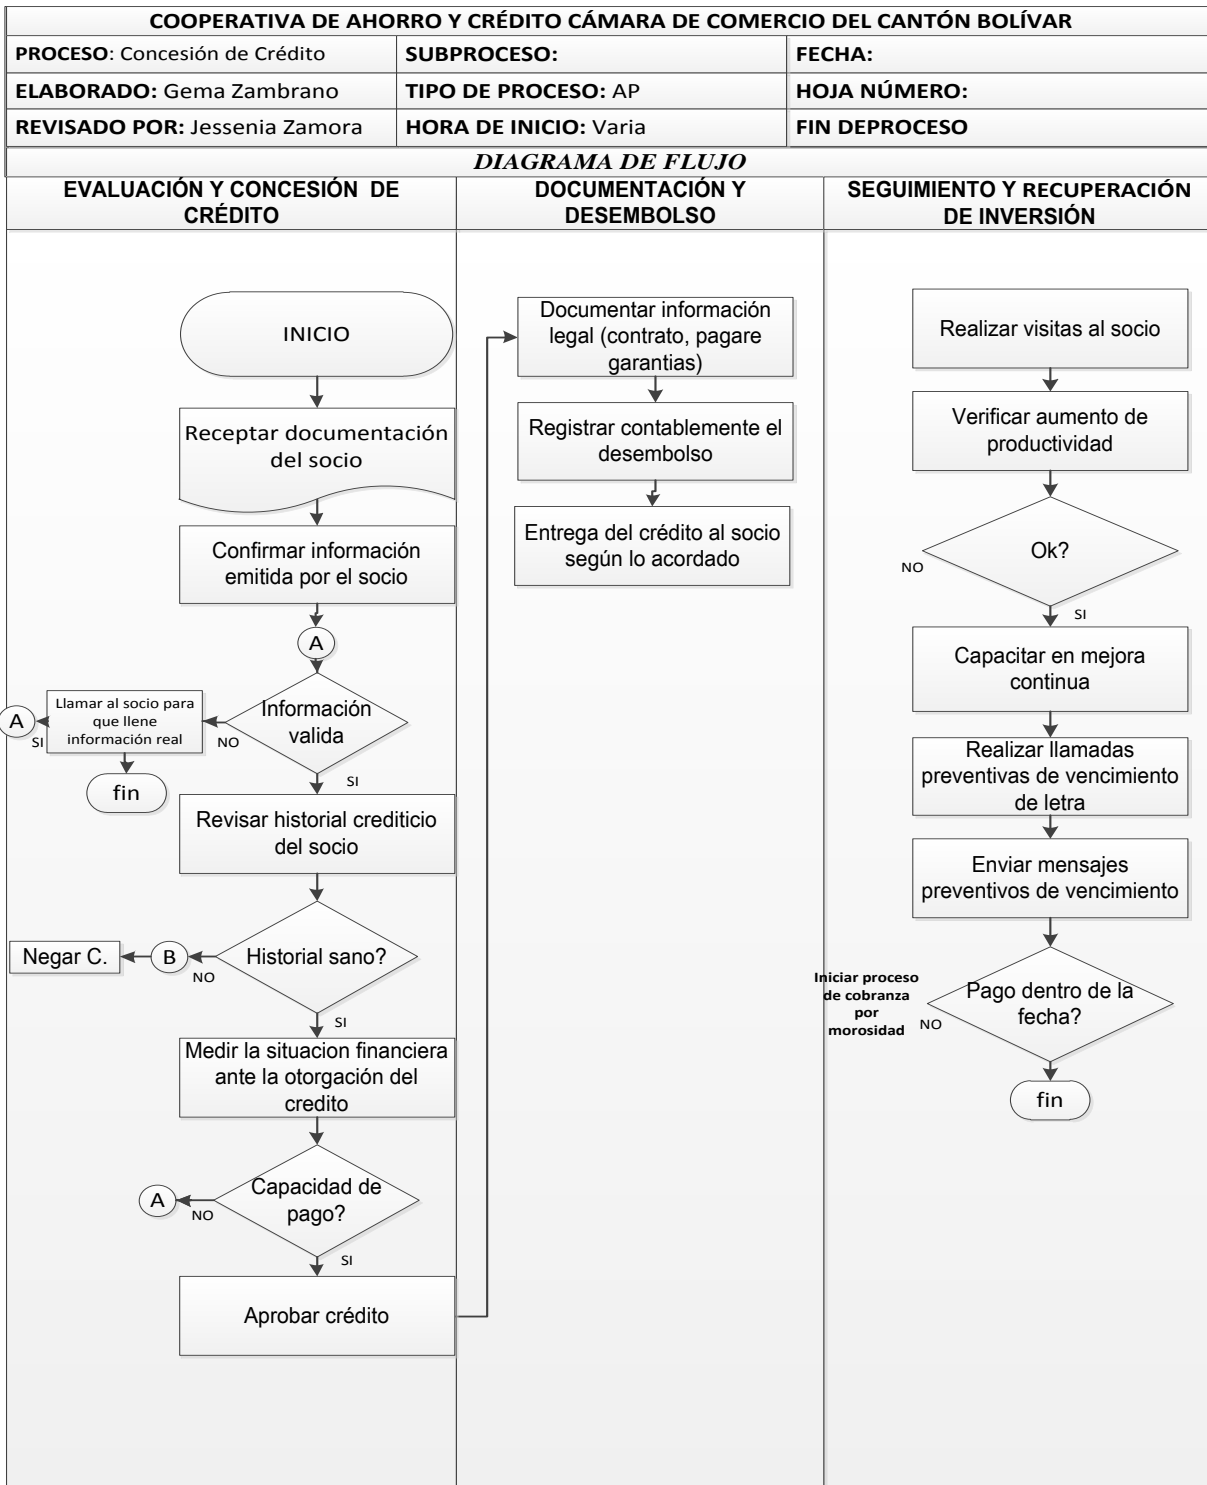 COOPERATIVA DE AHORRO Y CRÉDITO CÁMARA DE COMERCIO DEL CANTÓN BOLÍVAR
PROCESO: Concesión de Crédito
SUBPROCESO:
FECHA:
ELABORADO: Gema Zambrano
TIPO DE PROCESO: AP
HOJA NÚMERO:
REVISADO POR: Jessenia Zamora
HORA DE INICIO: Varia
FIN DEPROCESO
DIAGRAMA DE FLUJO
EVALUACIÓN Y CONCESIÓN DE
CRÉDITO
DOCUMENTACIÓN Y
DESEMBOLSO
SEGUIMIENTO Y RECUPERACIÓN
DE INVERSIÓN
INICIO
Receptar documentación
del socio
Confirmar información
emitida por el socio
A
Información
valida
NO
SI
Llamar al socio para
que llene
información real
A
SI
fin
Revisar historial crediticio
del socio
Historial sano?
NO
B
Negar C.
SI
Medir la situacion financiera
ante la otorgación del
credito
Capacidad de
pago?
NO
A
SI
Aprobar crédito
Documentar información
legal (contrato, pagare
garantias)
Registrar contablemente el
desembolso
Entrega del crédito al socio
según lo acordado
Realizar visitas al socio
Verificar aumento de
productividad
Ok?
NO
SI
Capacitar en mejora
continua
Realizar llamadas
preventivas de vencimiento
de letra
Enviar mensajes
preventivos de vencimiento
Pago dentro de la
fecha?
NO
Iniciar proceso
de cobranza
por
morosidad
fin